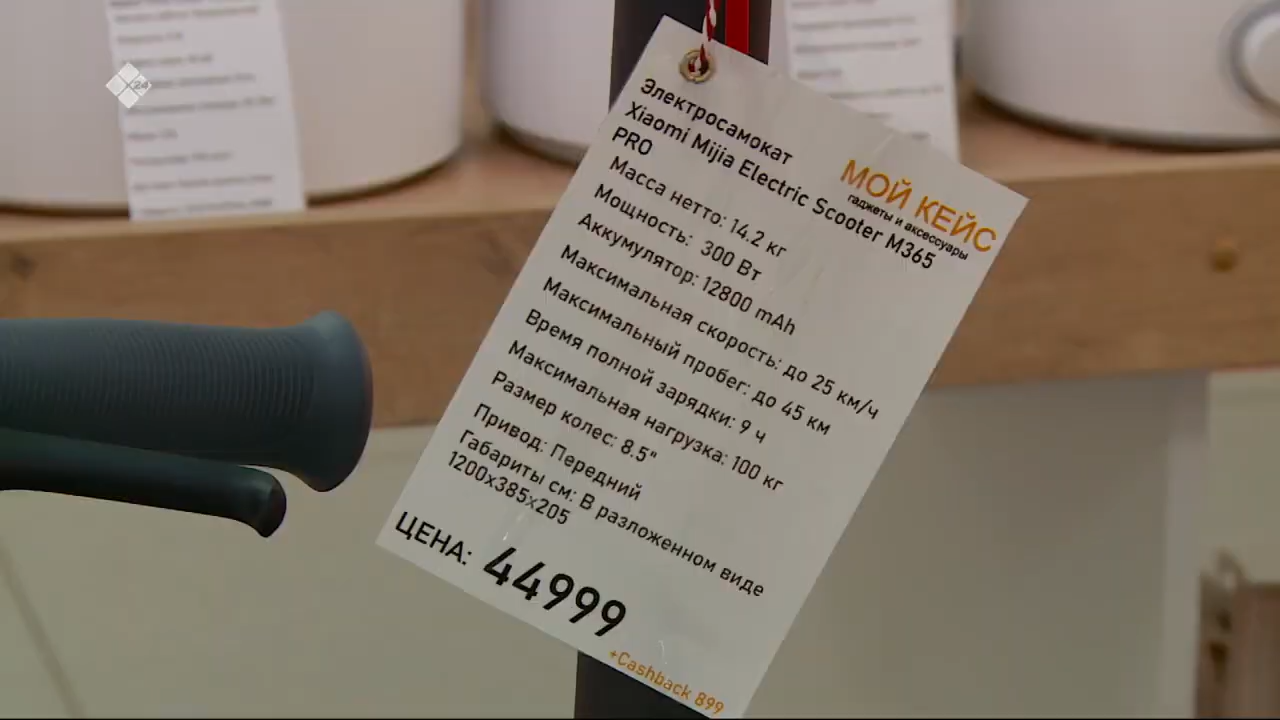 24
Электросамокат
Xiaomi Mijia Electric Scooter M365
PRO
МОЙ КЕЙС
гаджеты и аксессуары
Масса нетто: 14.2 кг
Мощность: 300 Вт
Аккумулятор: 12800 mAh
Максимальная скорость: до 25 км/ч
Максимальный пробег: до 45 км
Время полной зарядки: 9 ч
Максимальная нагрузка: 100 кг
Размер колес: 8.5"
Привод: Передний
Габариты см: В разложенном виде
1200x385x205
ЦЕНА: 44999
+Cashback 899